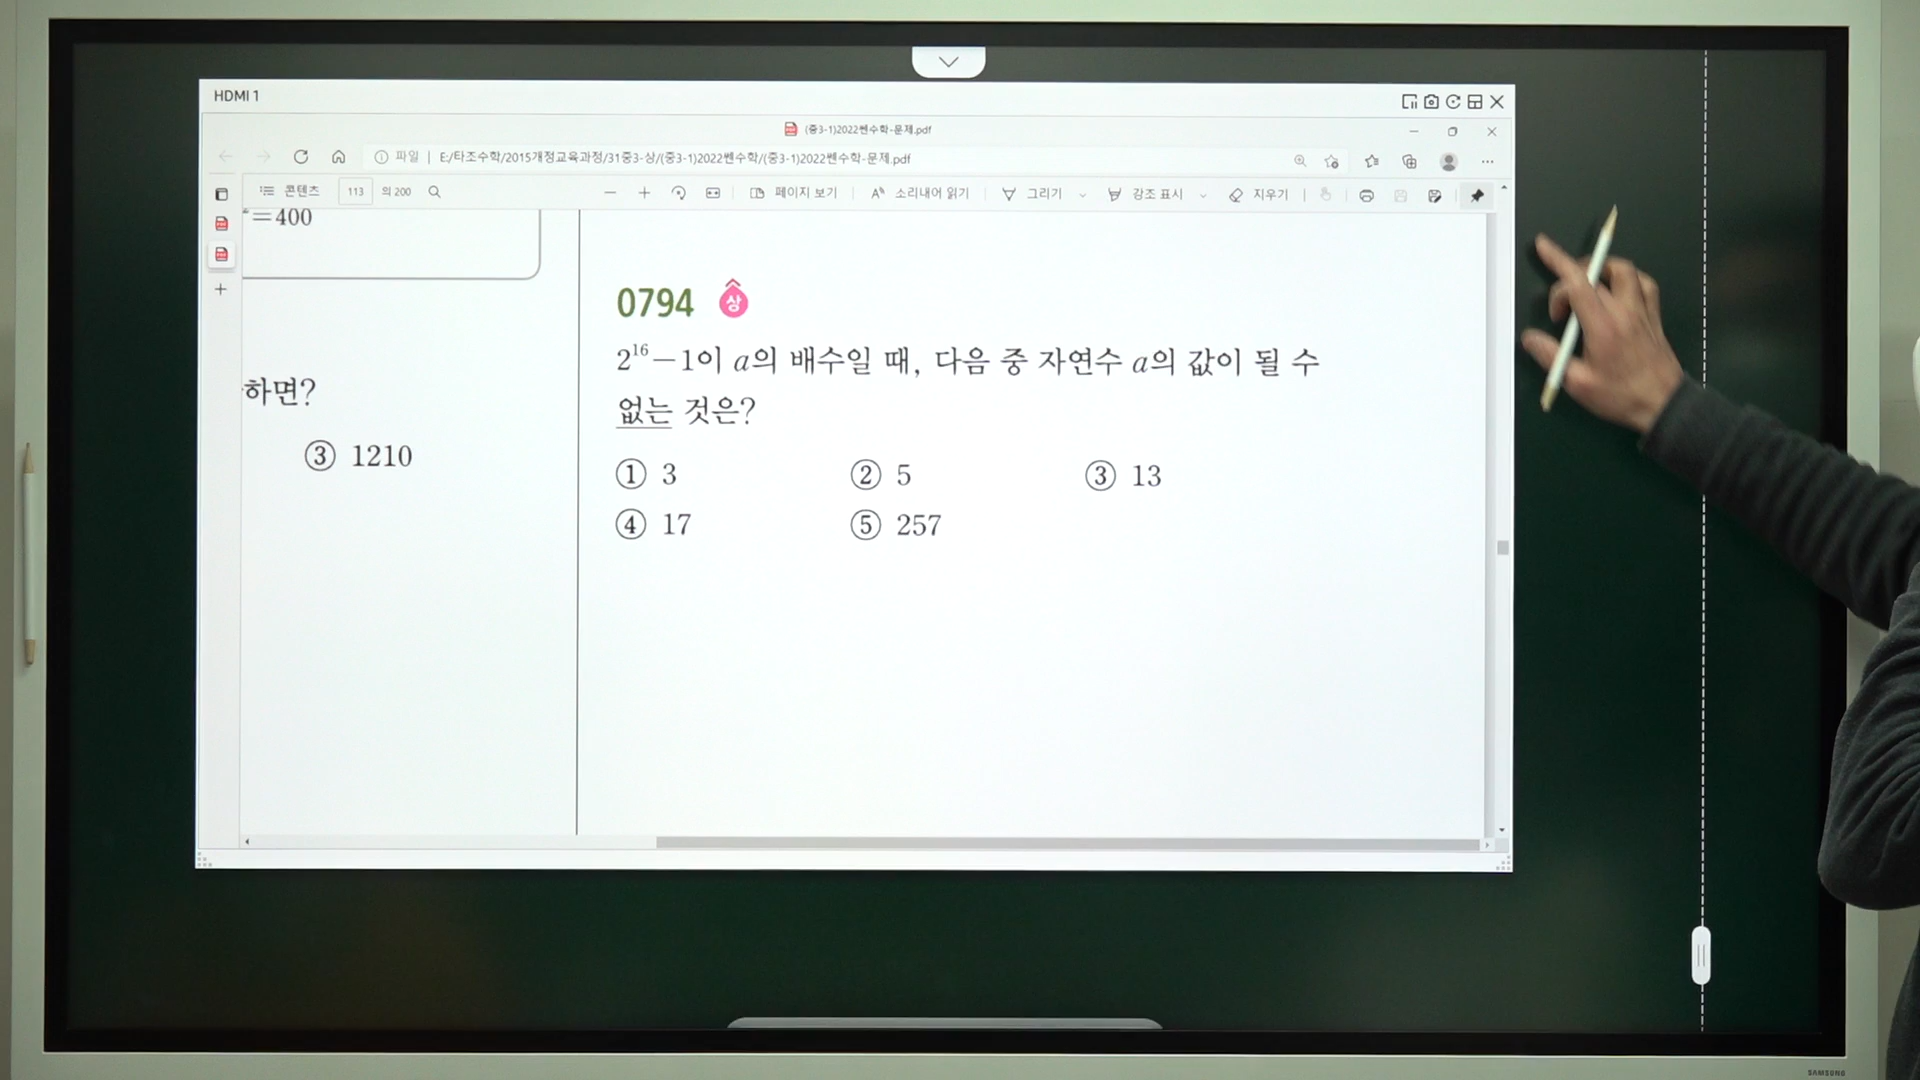 HDMI 1
(중3-1)2022쎈수학-문제.pdf
파일 | E:/타조수학/2015개정교육과정/31중3-상/(중3-1)2022쎈수학/(중3-1)2022쎈수학-문제.pdf
콘텐츠 113 의 200 페이지 보기 소리내어 읽기 그리기 강조 표시 지우기
=400
하면?
③ 1210
0794 상
2¹⁶−1이 a의 배수일 때, 다음 중 자연수 a의 값이 될 수
없는 것은?
① 3 ② 5 ③ 13
④ 17 ⑤ 257
SAMSUNG